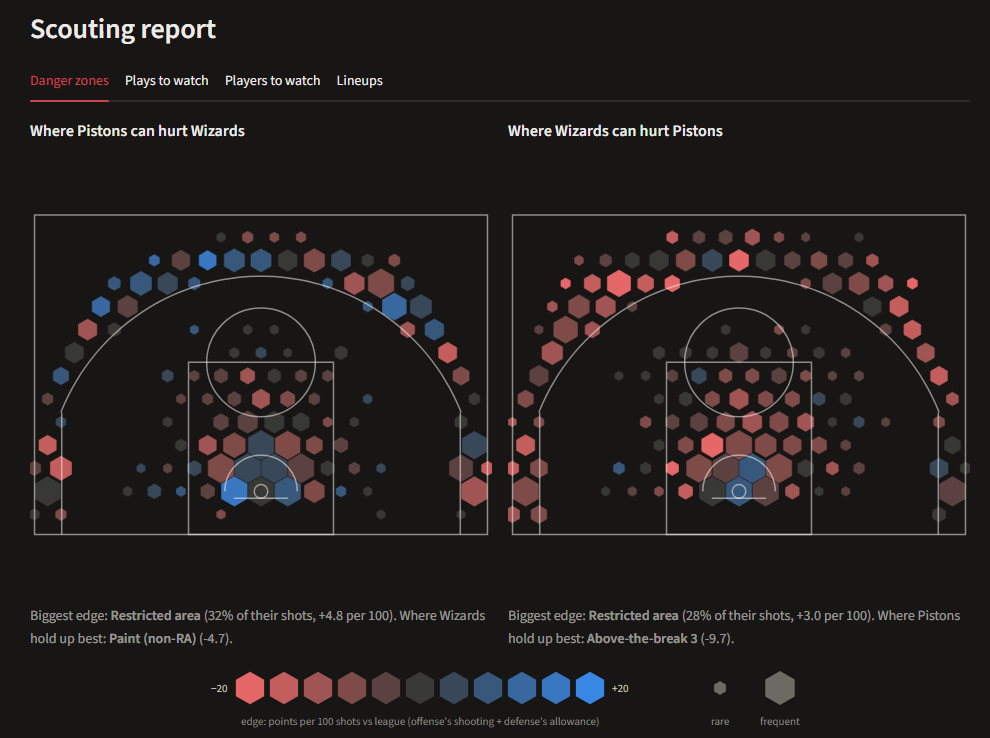 Scouting report
Danger zones Plays to watch Players to watch Lineups
Where Pistons can hurt Wizards
Where Wizards can hurt Pistons
Biggest edge: Restricted area (32% of their shots, +4.8 per 100). Where Wizards
hold up best: Paint (non-RA) (-4.7).
Biggest edge: Restricted area (28% of their shots, +3.0 per 100). Where Pistons
hold up best: Above-the-break 3 (-9.7).
−20
+20
edge: points per 100 shots vs league (offense's shooting + defense's allowance)
rare
frequent